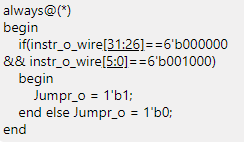 always@(*)
begin
if(instr_o_wire[31:26]==6'b000000
&& instr_o_wire[5:0]==6'b001000)
begin
Jumpr_o = 1'b1;
end else Jumpr_o = 1'b0;
end